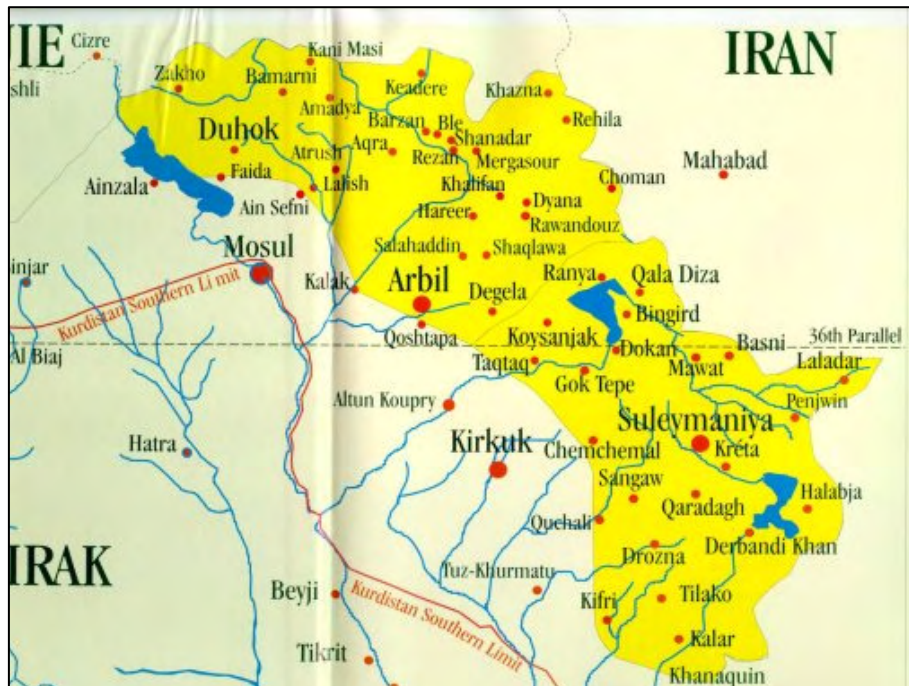 KIE
Cizre
IRAN
shli
Zakho
Kani Masi
Bamarni
Keadere
Khazna
Amadya
Rehila
Duhok
Barzan
Ble
Shanadar
Atrush
Aqra
Rezan
Mergasour
Mahabad
Ainzala
Faida
Lalish
Khalifan
Choman
Ain Sefni
Dyana
Hareer
Rawandouz
Mosul
Salahaddin
Shaqlawa
injar
Kurdistan Southern Li mit
Kalak
Arbil
Ranya
Qala Diza
Degela
Bingird
Qoshtapa
Koysanjak
36th Parallel
Al Biaj
Dokan
Basni
Taqtaq
Mawat
Laladar
Gok Tepe
Altun Koupry
Penjwin
Suleymaniya
Hatra
Kirkuk
Chemchemal
Kreta
Sangaw
Halabja
Qaradagh
Quchali
Derbandi Khan
IRAK
Drozna
Tuz-Khurmatu
Beyji
Kurdistan Southern Limit
Kifri
Tilako
Tikrit
Kalar
Khanaquin